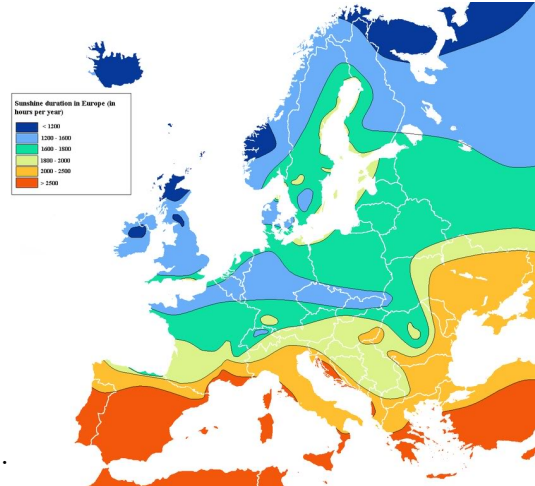 Sunshine duration in Europe (in
hours per year)
< 1200
1200 - 1600
1600 - 1800
1800 - 2000
2000 - 2500
> 2500